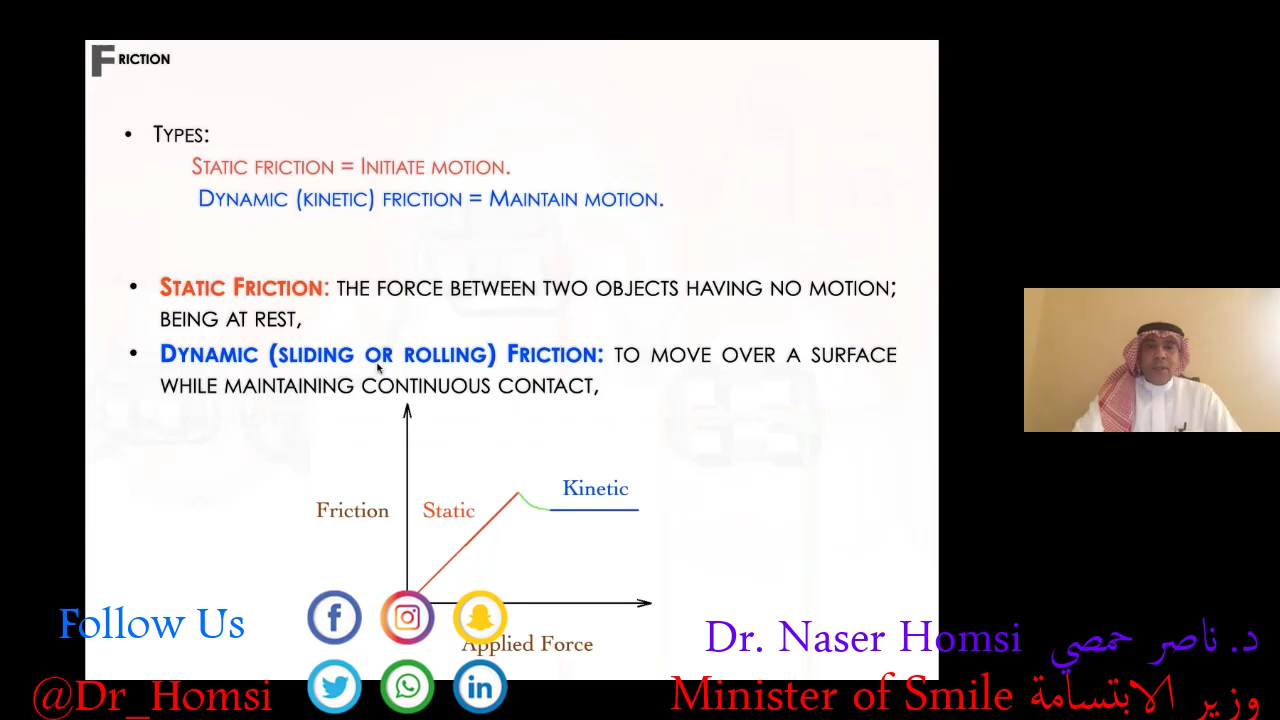 FRICTION
• TYPES:
STATIC FRICTION = INITIATE MOTION.
DYNAMIC (KINETIC) FRICTION = MAINTAIN MOTION.
• STATIC FRICTION: THE FORCE BETWEEN TWO OBJECTS HAVING NO MOTION;
BEING AT REST,
• DYNAMIC (SLIDING OR ROLLING) FRICTION: TO MOVE OVER A SURFACE
WHILE MAINTAINING CONTINUOUS CONTACT,
Kinetic
Friction
Static
Applied Force
Follow Us
@Dr_Homsi
Dr. Naser Homsi د. ناصر حمصي
Minister of Smile وزير الابتسامة